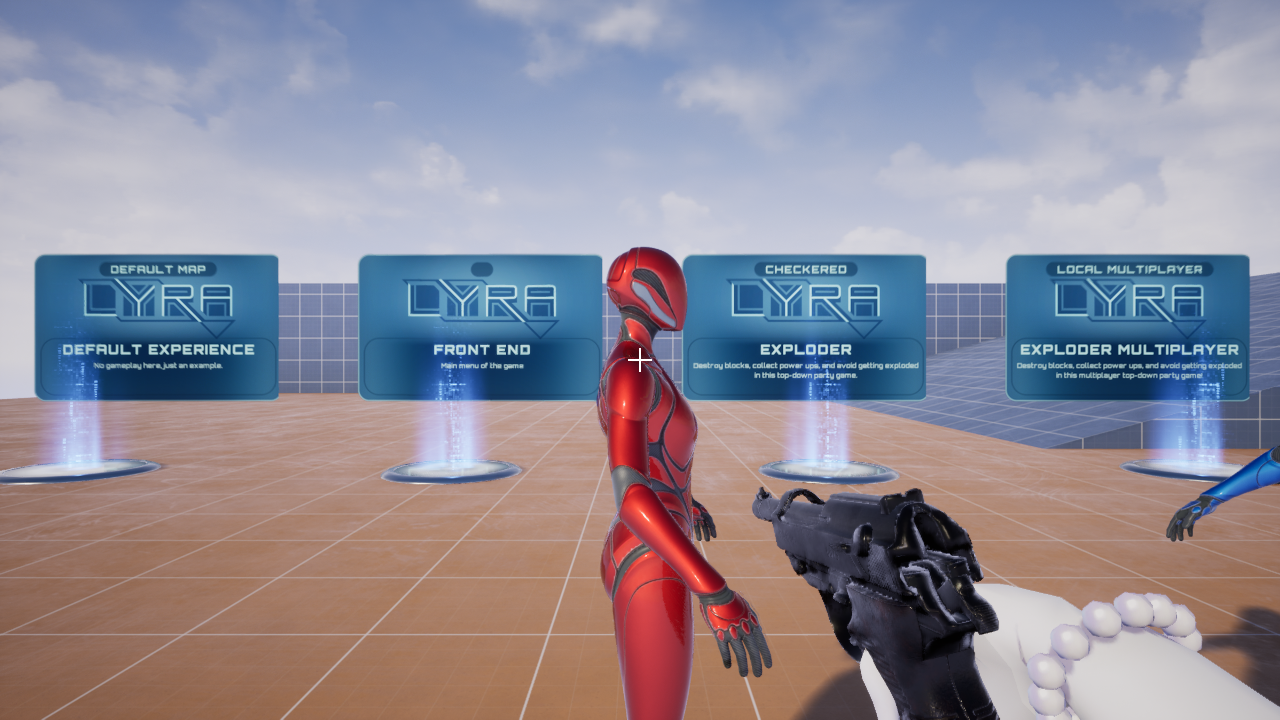 DEFAULT MAP
LYRA
DEFAULT EXPERIENCE
No gameplay here, just an example.
LYRA
FRONT END
Main menu of the game
CHECKERED
LYRA
EXPLODER
Destroy blocks, collect power ups, and avoid getting exploded
in this top-down party game.
LOCAL MULTIPLAYER
LYRA
EXPLODER MULTIPLAYER
Destroy blocks, collect power ups, and avoid getting exploded
in this multiplayer top-down party game!